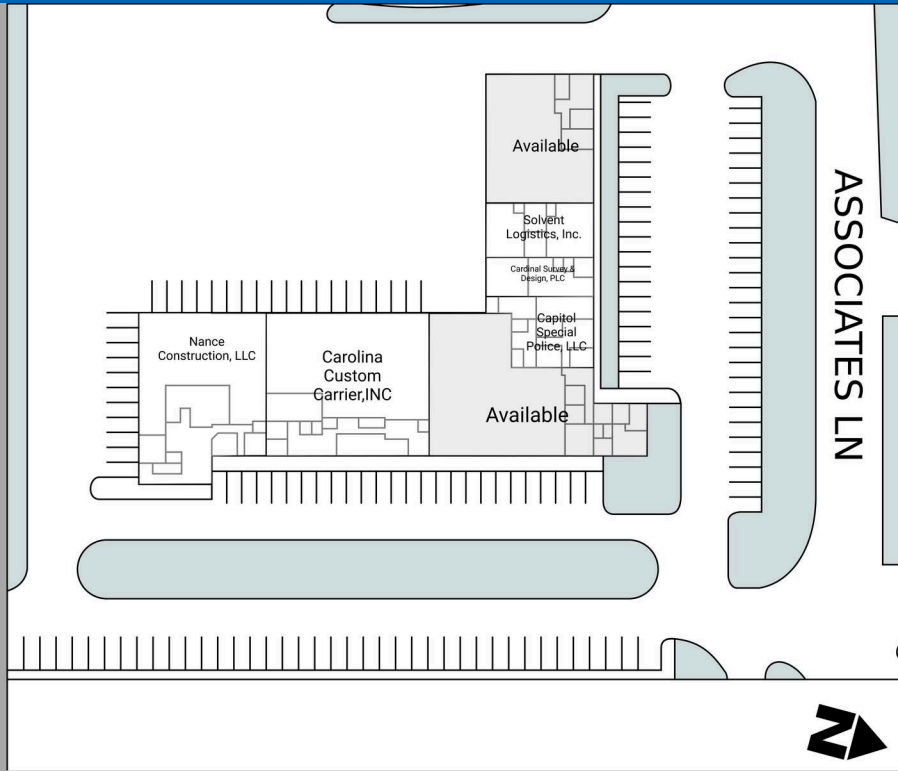 Available
Solvent
Logistics, Inc.
Cardinal Survey &
Design, PLC
Capitol
Special
Police, LLC
Nance
Construction, LLC
Carolina
Custom
Carrier,INC
Available
ASSOCIATES LN
N